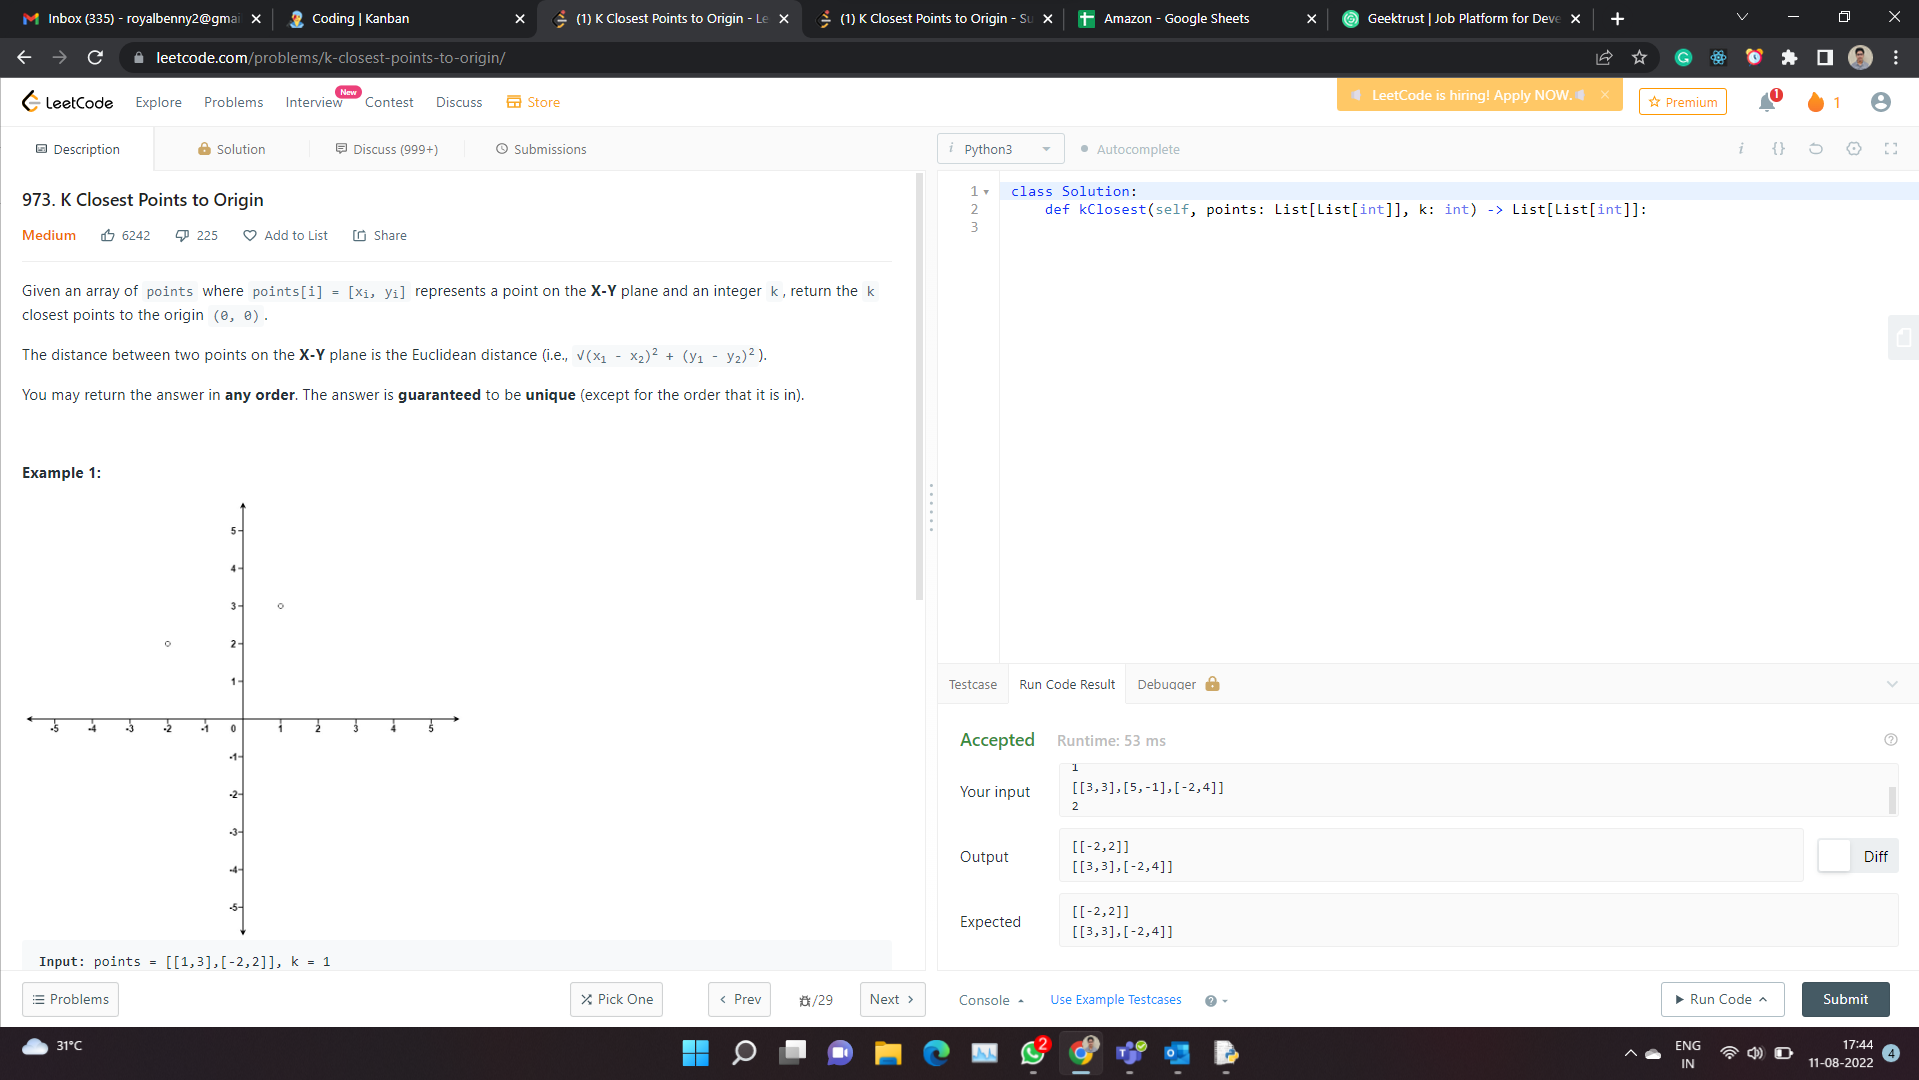 Inbox (335) - royalbenny2@gmai
Coding | Kanban
(1) K Closest Points to Origin - Le
(1) K Closest Points to Origin - Su
Amazon - Google Sheets
Geektrust | Job Platform for Deve
leetcode.com/problems/k-closest-points-to-origin/
LeetCode
Explore
Problems
Interview
New
Contest
Discuss
Store
LeetCode is hiring! Apply NOW.
Premium
1
1
Description
Solution
Discuss (999+)
Submissions
Python3
Autocomplete
973. K Closest Points to Origin
Medium
6242
225
Add to List
Share
Given an array of points where points[i] = [xi, yi] represents a point on the X-Y plane and an integer k, return the k
closest points to the origin (0, 0).
The distance between two points on the X-Y plane is the Euclidean distance (i.e., √(x1 - x2)² + (y1 - y2)²).
You may return the answer in any order. The answer is guaranteed to be unique (except for the order that it is in).
Example 1:
5
4
3
2
1
-5 -4 -3 -2 -1 0 1 2 3 4 5
-1
-2
-3
-4
-5
Input: points = [[1,3],[-2,2]], k = 1
1 class Solution:
2 def kClosest(self, points: List[List[int]], k: int) -> List[List[int]]:
3
Testcase
Run Code Result
Debugger
Accepted
Runtime: 53 ms
Your input
1
[[3,3],[5,-1],[-2,4]]
2
Output
[[-2,2]]
[[3,3],[-2,4]]
Diff
Expected
[[-2,2]]
[[3,3],[-2,4]]
Problems
Pick One
Prev
/29
Next
Console
Use Example Testcases
Run Code
Submit
31°C
2
ENG
IN
17:44
11-08-2022
4